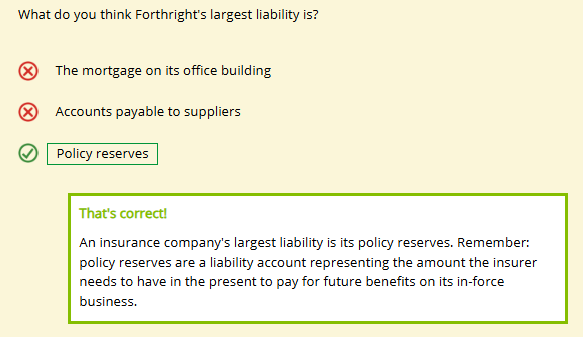 What do you think Forthright's largest liability is?
The mortgage on its office building
Accounts payable to suppliers
Policy reserves
That's correct!
An insurance company's largest liability is its policy reserves. Remember:
policy reserves are a liability account representing the amount the insurer
needs to have in the present to pay for future benefits on its in-force
business.